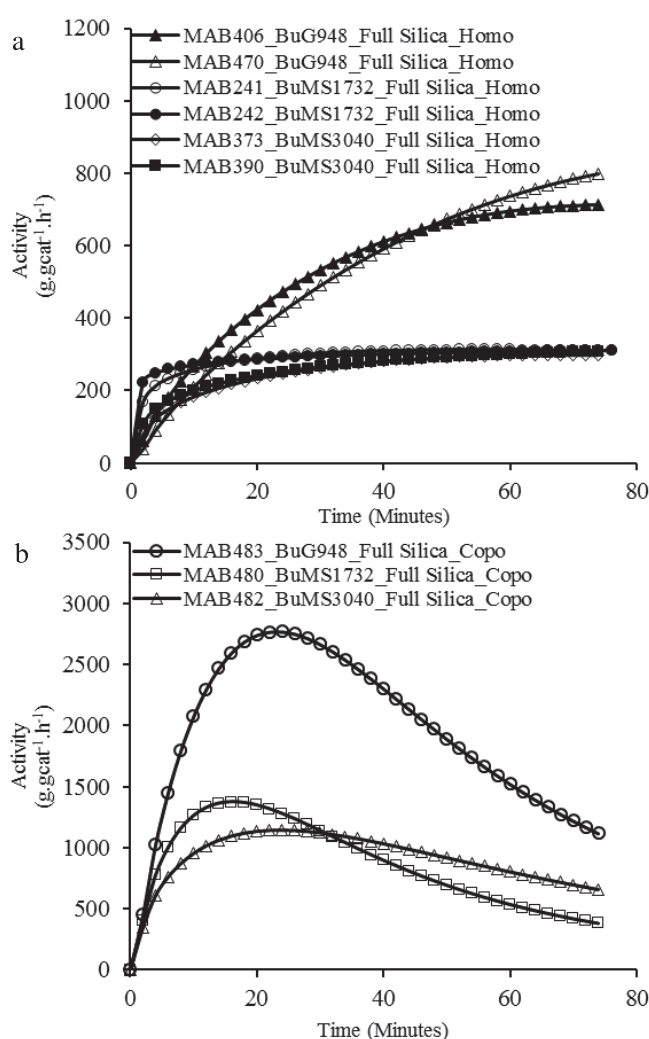 a
1200
1000
800
600
400
200
0
Activity
(g.gcat⁻¹.h⁻¹)
MAB406_BuG948_Full Silica_Homo
MAB470_BuG948_Full Silica_Homo
MAB241_BuMS1732_Full Silica_Homo
MAB242_BuMS1732_Full Silica_Homo
MAB373_BuMS3040_Full Silica_Homo
MAB390_BuMS3040_Full Silica_Homo
0 20 40 60 80
Time (Minutes)
b
3500
3000
2500
2000
1500
1000
500
0
Activity
(g.gcat⁻¹.h⁻¹)
MAB483_BuG948_Full Silica_Copo
MAB480_BuMS1732_Full Silica_Copo
MAB482_BuMS3040_Full Silica_Copo
0 20 40 60 80
Time (Minutes)